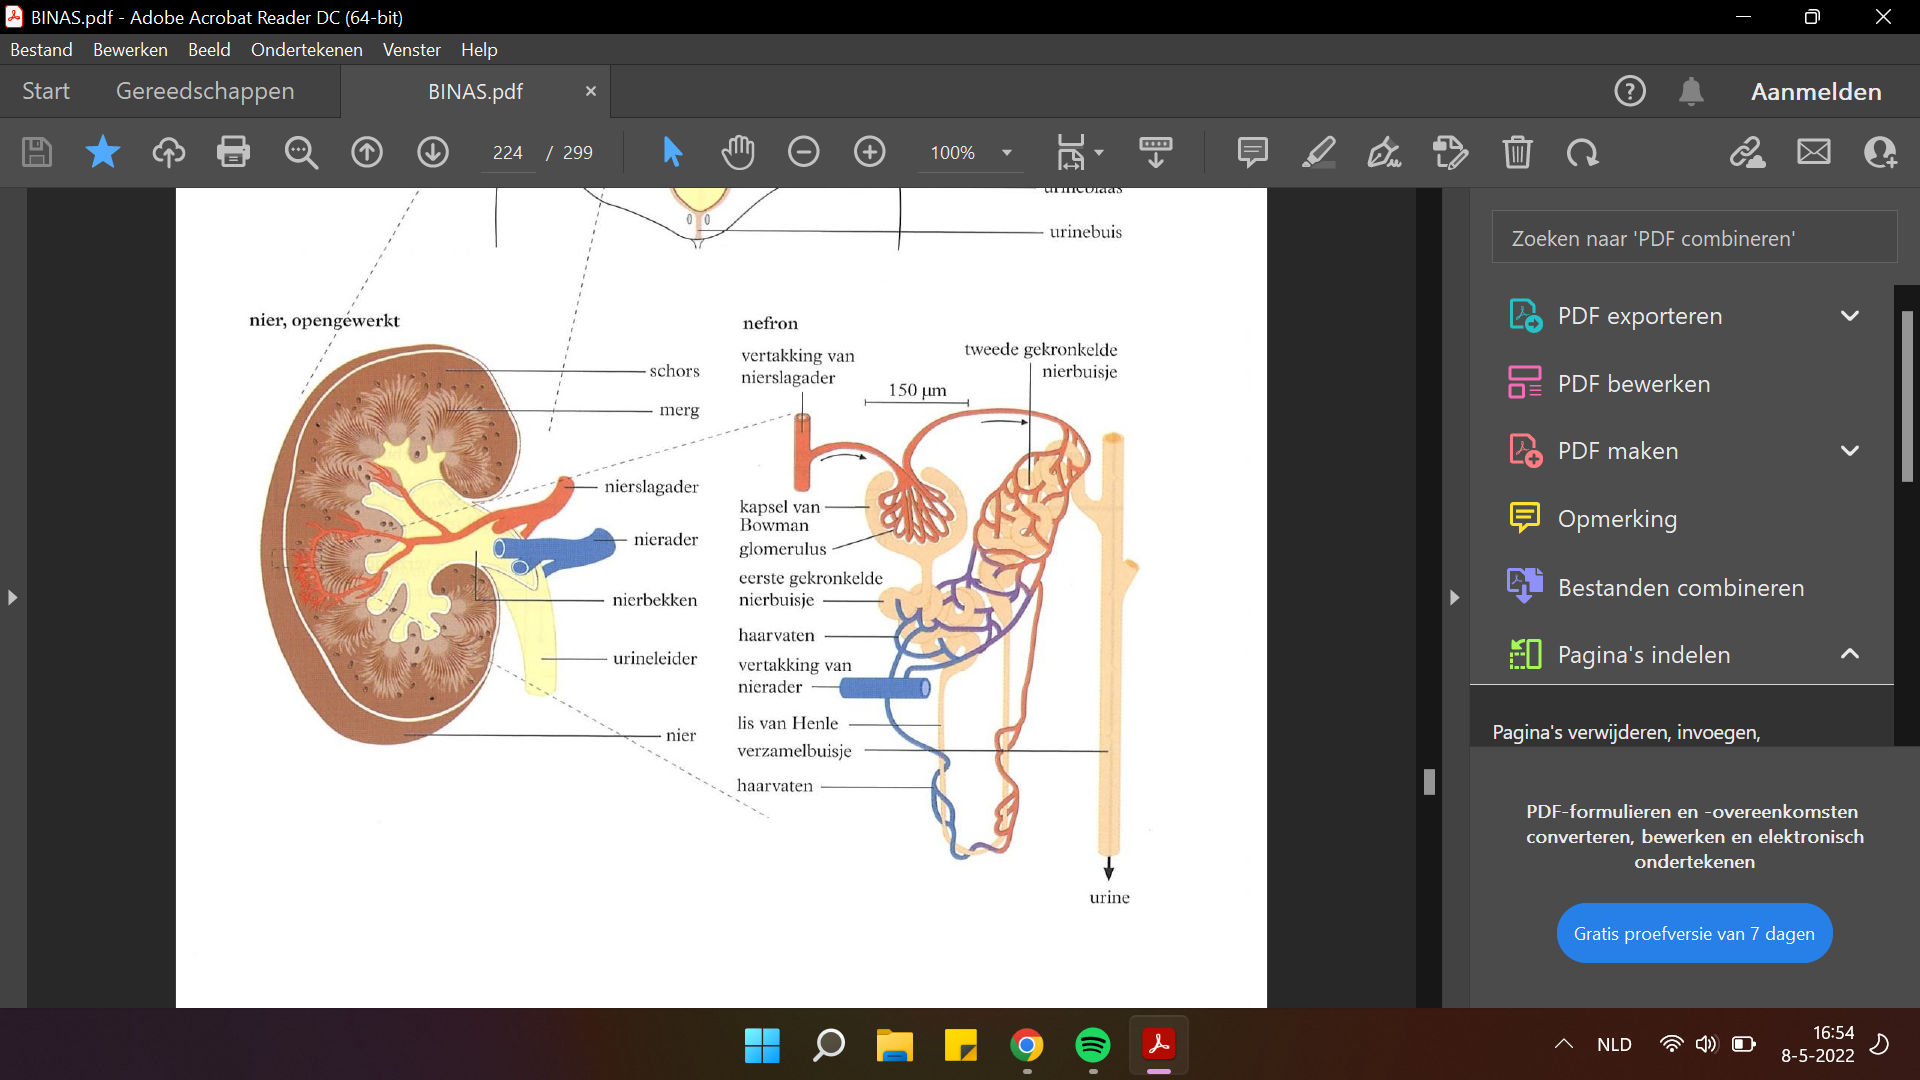 BINAS.pdf - Adobe Acrobat Reader DC (64-bit)
Bestand Bewerken Beeld Ondertekenen Venster Help
Start Gereedschappen BINAS.pdf Aanmelden
224 / 299 100%
urineblaas
urinebuis
nier, opengewerkt
schors
merg
nierslagader
nierader
nierbekken
urineleider
nier
nefron
vertakking van
nierslagader
150 µm
tweede gekronkelde
nierbuisje
kapsel van
Bowman
glomerulus
eerste gekronkelde
nierbuisje
haarvaten
vertakking van
nierader
lis van Henle
verzamelbuisje
haarvaten
urine
Zoeken naar 'PDF combineren'
PDF exporteren
PDF bewerken
PDF maken
Opmerking
Bestanden combineren
Pagina's indelen
Pagina's verwijderen, invoegen,
PDF-formulieren en -overeenkomsten
converteren, bewerken en elektronisch
ondertekenen
Gratis proefversie van 7 dagen
NLD
16:54
8-5-2022